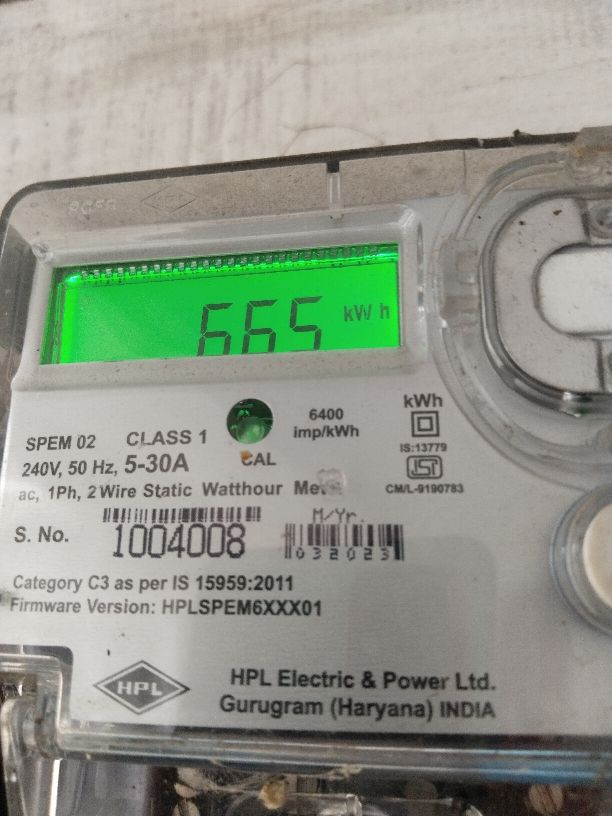 665 kWh
6400
imp/kWh
kWh
IS:13779
CM/L-9190783
SPEM 02 CLASS 1
240V, 50 Hz, 5-30A
CAL
ac, 1Ph, 2 Wire Static Watthour
M/Yr.
S. No. 1004008 032023
Category C3 as per IS 15959:2011
Firmware Version: HPLSPEM6XXX01
HPL
HPL Electric & Power Ltd.
Gurugram (Haryana) INDIA